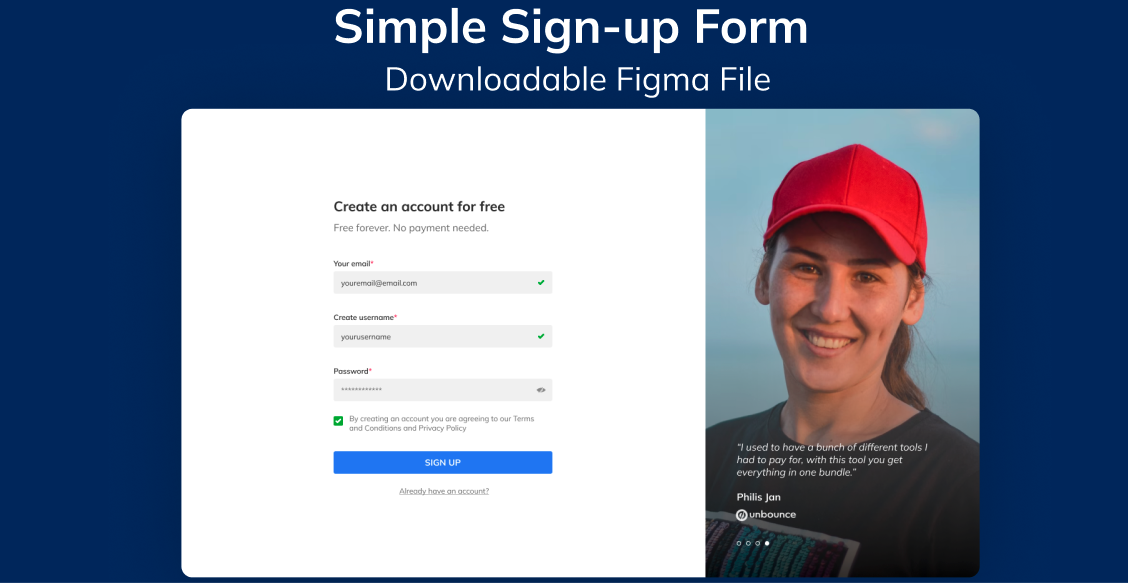 Simple Sign-up Form
Downloadable Figma File
Create an account for free
Free forever. No payment needed.
Your email*
youremail@email.com
Create username*
yourusername
Password*
************
By creating an account you are agreeing to our Terms
and Conditions and Privacy Policy
SIGN UP
Already have an account?
“I used to have a bunch of different tools I
had to pay for, with this tool you get
everything in one bundle.”
Philis Jan
unbounce